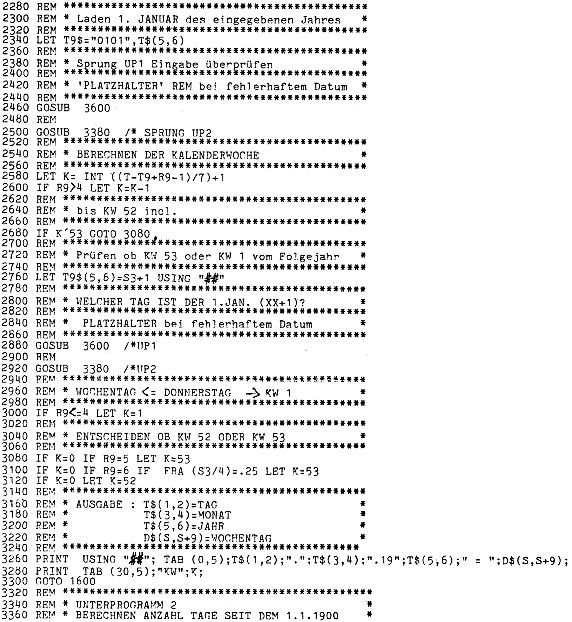 2280 REM ******************************************
2300 REM * Laden 1. JANUAR des eingegebenen Jahres *
2320 REM ******************************************
2340 LET T9$="0101",T$(5,6)
2360 REM ******************************************
2380 REM * Sprung UP1 Eingabe überprüfen *
2400 REM ******************************************
2420 REM * 'PLATZHALTER' REM bei fehlerhaftem Datum *
2440 REM ******************************************
2460 GOSUB 3600
2480 REM
2500 GOSUB 3380 /* SPRUNG UP2
2520 REM ******************************************
2540 REM * BERECHNEN DER KALENDERWOCHE *
2560 REM ******************************************
2580 LET K= INT ((T-T9+R9-1)/7)+1
2600 IF R9>4 LET K=K-1
2620 REM ******************************************
2640 REM * bis KW 52 incl. *
2660 REM ******************************************
2680 IF K´53 GOTO 3080
2700 REM ******************************************
2720 REM * Prüfen ob KW 53 oder KW 1 vom Folgejahr *
2740 REM ******************************************
2760 LET T9$(5,6)=S3+1 USING "##"
2780 REM ******************************************
2800 REM * WELCHER TAG IST DER 1.JAN. (XX+1)? *
2820 REM ******************************************
2840 REM * PLATZHALTER bei fehlerhaftem Datum *
2860 REM ******************************************
2880 GOSUB 3600 /*UP1
2900 REM
2920 GOSUB 3380 /*UP2
2940 REM ******************************************
2960 REM * WOCHENTAG <= DONNERSTAG -> KW 1 *
2980 REM ******************************************
3000 IF R9<=4 LET K=1
3020 REM ******************************************
3040 REM * ENTSCHEIDEN OB KW 52 ODER KW 53 *
3060 REM ******************************************
3080 IF K=0 IF R9=5 LET K=53
3100 IF K=0 IF R9=6 IF FRA (S3/4)=.25 LET K=53
3120 IF K=0 LET K=52
3140 REM ******************************************
3160 REM * AUSGABE : T$(1,2)=TAG *
3180 REM * T$(3,4)=MONAT *
3200 REM * T$(5,6)=JAHR *
3220 REM * D$(S,S+9)=WOCHENTAG *
3240 REM ******************************************
3260 PRINT USING "##"; TAB (0,5);T$(1,2);".";T$(3,4);".19";T$(5,6);" = ";D$(S,S+9);
3280 PRINT TAB (30,5);"KW";K;
3300 GOTO 1600
3320 REM ******************************************
3340 REM * UNTERPROGRAMM 2 *
3360 REM * BERECHNEN ANZAHL TAGE SEIT DEM 1.1.1900 *